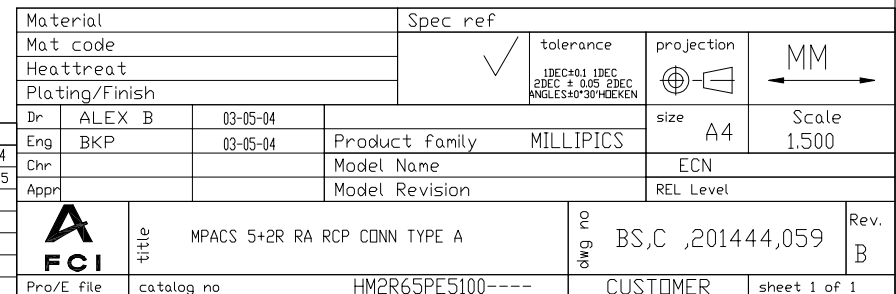 Material
Spec ref
Mat code
Heattreat
Plating/Finish
tolerance
1DEC±0.1 1DEC
2DEC ± 0.05 2DEC
ANGLES±0°30'HOEKEN
projection
MM
Dr ALEX B 03-05-04
size A4
Scale 1.500
Eng BKP 03-05-04
Product family MILLIPICS
Chr
Model Name
ECN
Appr
Model Revision
REL Level
FCI
title MPACS 5+2R RA RCP CONN TYPE A
dwg no BS,C ,201444,059
Rev. B
Pro/E file
catalog no HM2R65PE5100----
CUSTOMER
sheet 1 of 1
4
5